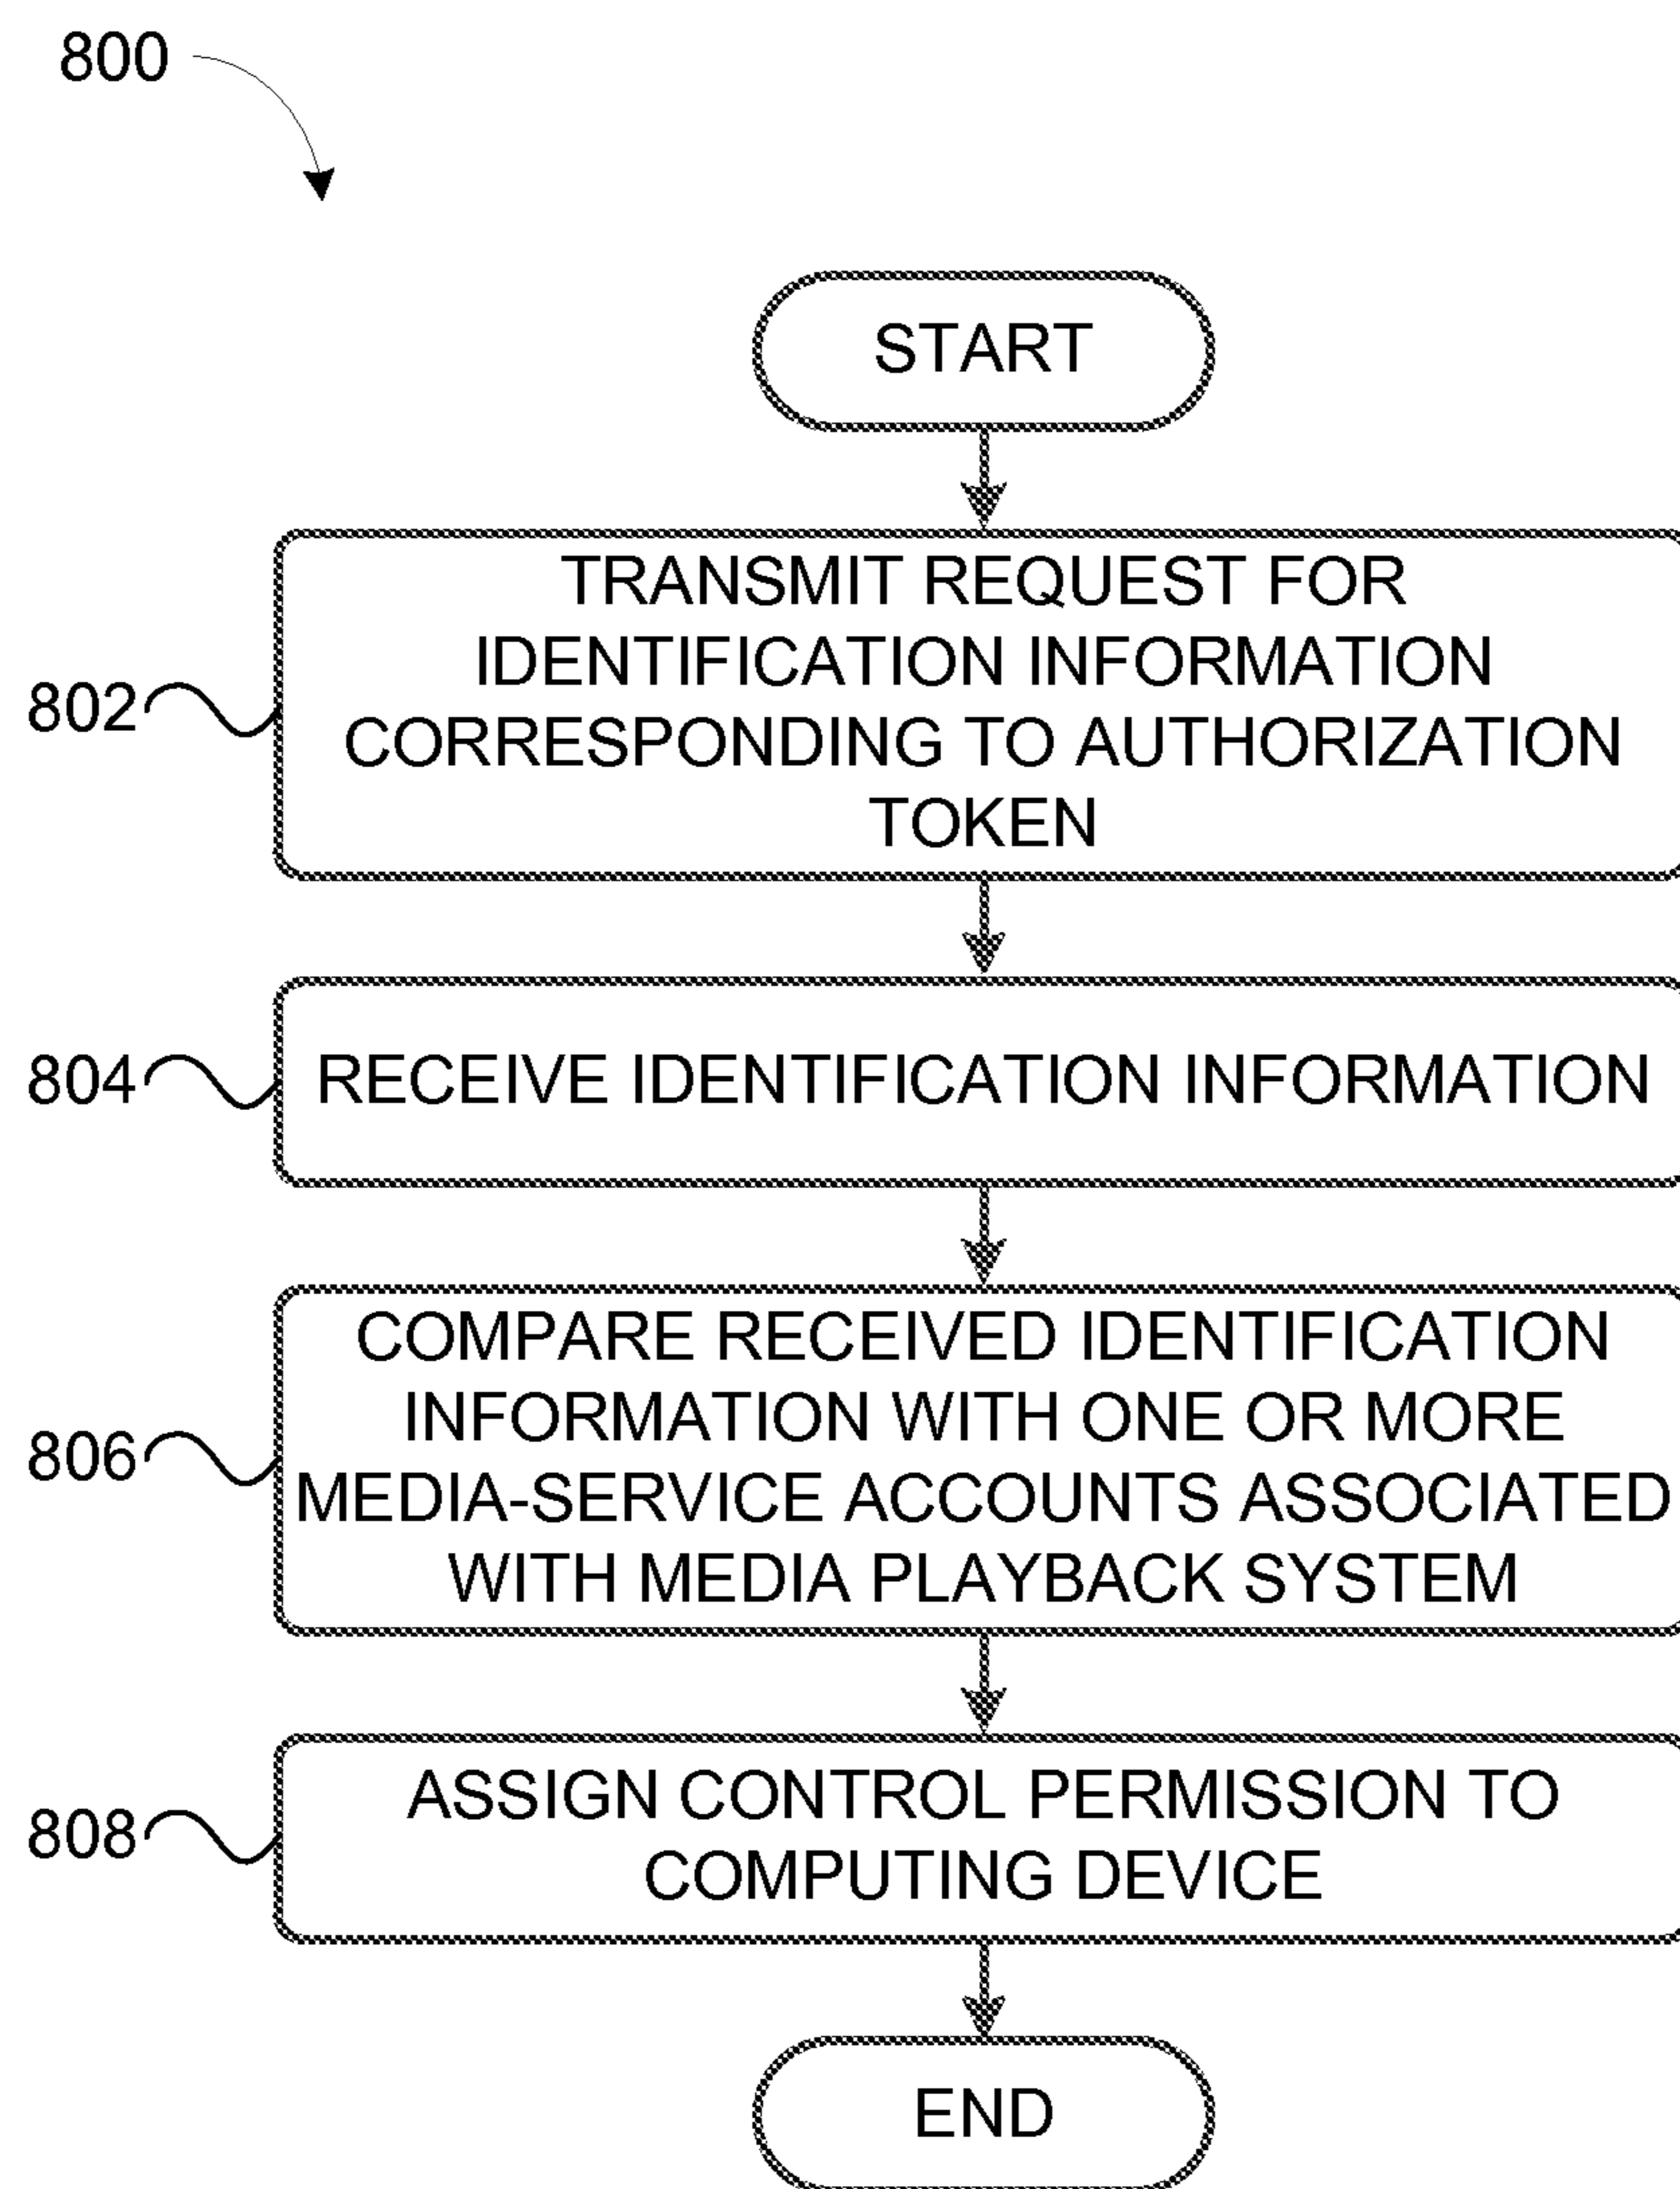 800
START
802
TRANSMIT REQUEST FOR
IDENTIFICATION INFORMATION
CORRESPONDING TO AUTHORIZATION
TOKEN
804
RECEIVE IDENTIFICATION INFORMATION
806
COMPARE RECEIVED IDENTIFICATION
INFORMATION WITH ONE OR MORE
MEDIA-SERVICE ACCOUNTS ASSOCIATED
WITH MEDIA PLAYBACK SYSTEM
808
ASSIGN CONTROL PERMISSION TO
COMPUTING DEVICE
END